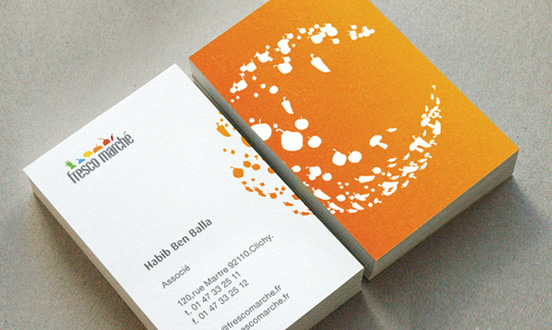 fresco marché
Habib Ben Balla
Associé
120,rue Martre 92110.Clichy.
t. 01 47 33 25 11
f. 01 47 33 25 12
@frescomarche.fr
frescomarche.fr